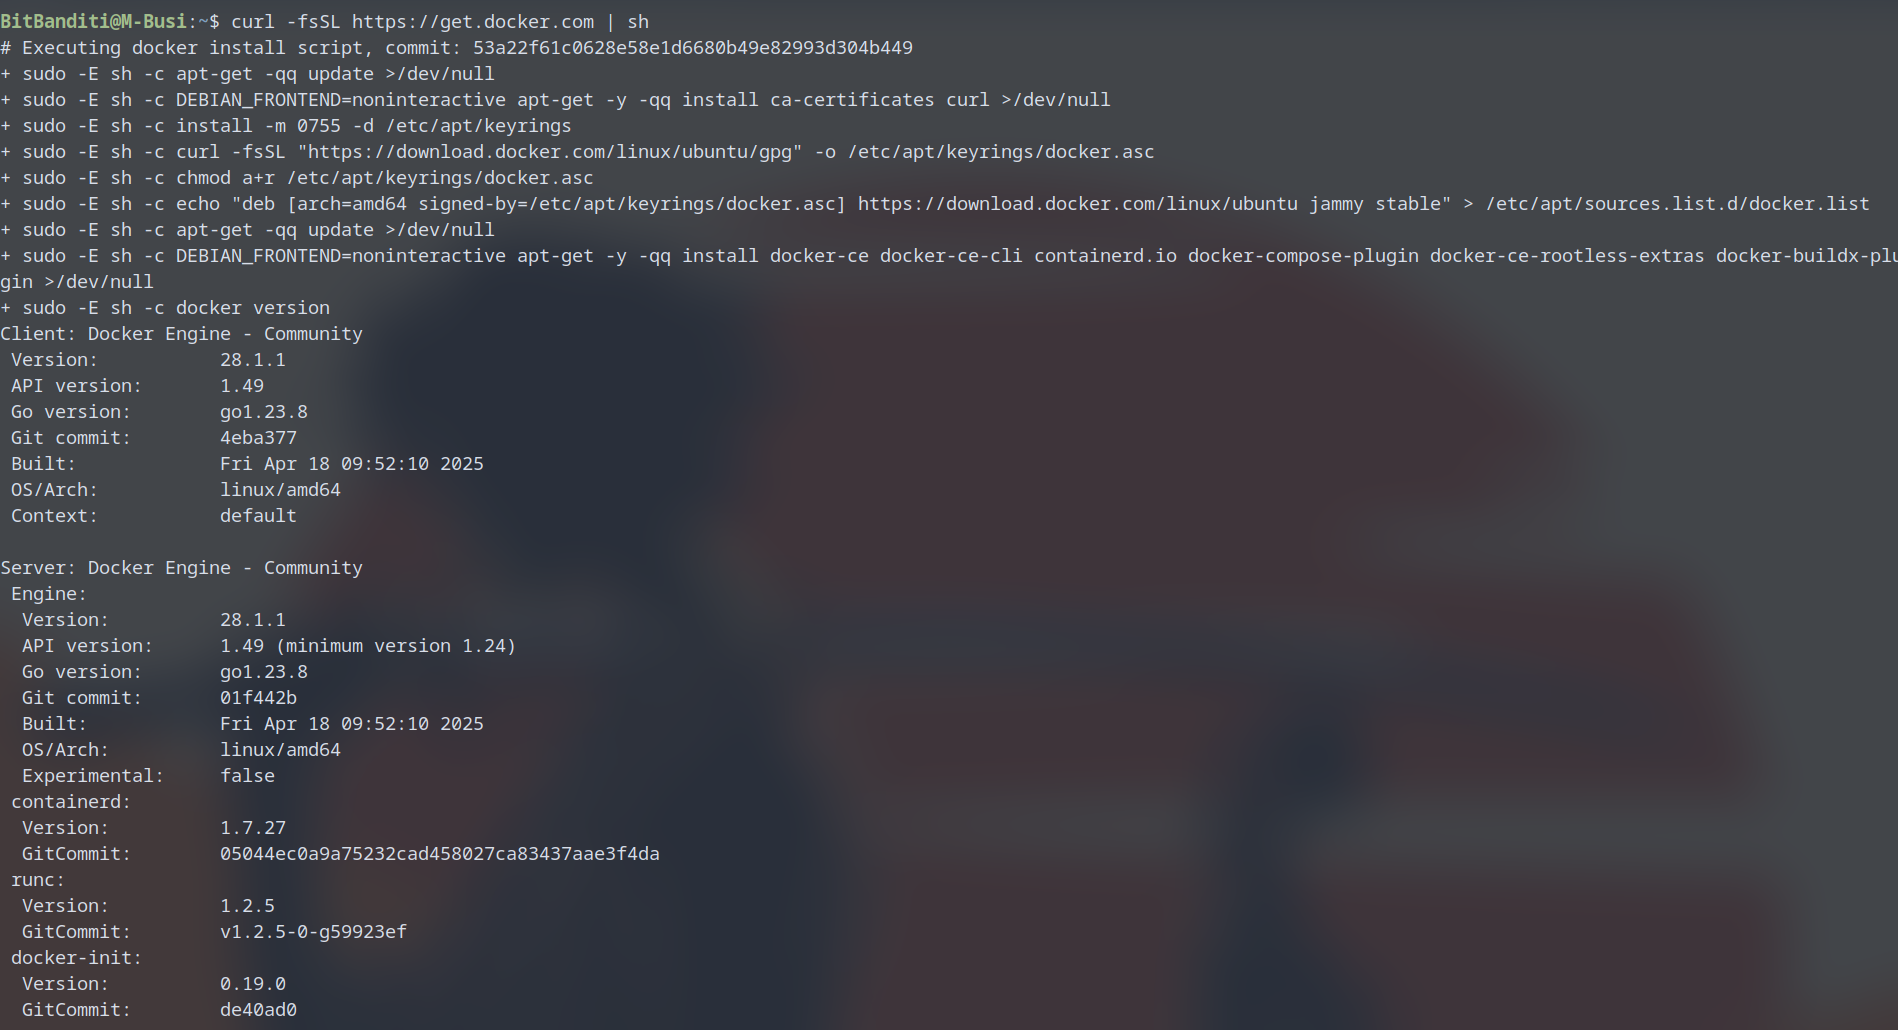 BitBanditi@M-Busi:~$ curl -fsSL https://get.docker.com | sh
# Executing docker install script, commit: 53a22f61c0628e58e1d6680b49e82993d304b449
+ sudo -E sh -c apt-get -qq update >/dev/null
+ sudo -E sh -c DEBIAN_FRONTEND=noninteractive apt-get -y -qq install ca-certificates curl >/dev/null
+ sudo -E sh -c install -m 0755 -d /etc/apt/keyrings
+ sudo -E sh -c curl -fsSL "https://download.docker.com/linux/ubuntu/gpg" -o /etc/apt/keyrings/docker.asc
+ sudo -E sh -c chmod a+r /etc/apt/keyrings/docker.asc
+ sudo -E sh -c echo "deb [arch=amd64 signed-by=/etc/apt/keyrings/docker.asc] https://download.docker.com/linux/ubuntu jammy stable" > /etc/apt/sources.list.d/docker.list
+ sudo -E sh -c apt-get -qq update >/dev/null
+ sudo -E sh -c DEBIAN_FRONTEND=noninteractive apt-get -y -qq install docker-ce docker-ce-cli containerd.io docker-compose-plugin docker-ce-rootless-extras docker-buildx-plu
gin >/dev/null
+ sudo -E sh -c docker version
Client: Docker Engine - Community
 Version:           28.1.1
 API version:       1.49
 Go version:        go1.23.8
 Git commit:        4eba377
 Built:             Fri Apr 18 09:52:10 2025
 OS/Arch:           linux/amd64
 Context:           default

Server: Docker Engine - Community
 Engine:
  Version:          28.1.1
  API version:      1.49 (minimum version 1.24)
  Go version:       go1.23.8
  Git commit:       01f442b
  Built:            Fri Apr 18 09:52:10 2025
  OS/Arch:          linux/amd64
  Experimental:     false
 containerd:
  Version:          1.7.27
  GitCommit:        05044ec0a9a75232cad458027ca83437aae3f4da
 runc:
  Version:          1.2.5
  GitCommit:        v1.2.5-0-g59923ef
 docker-init:
  Version:          0.19.0
  GitCommit:        de40ad0